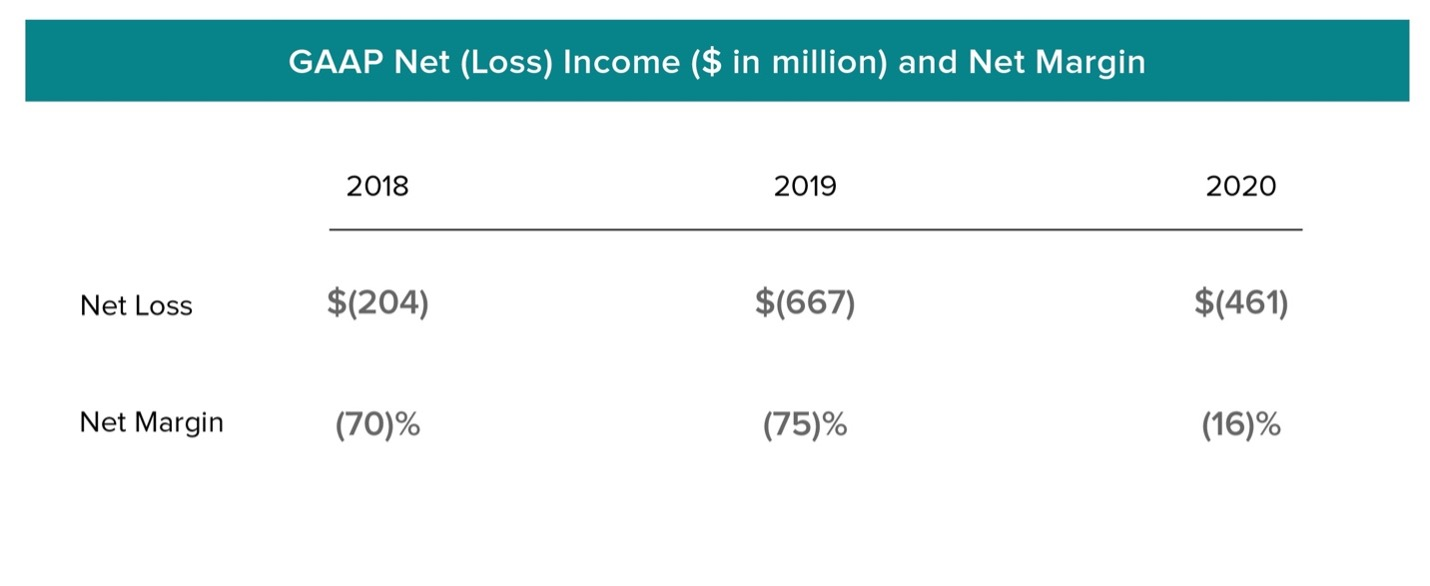 GAAP Net (Loss) Income ($ in million) and Net Margin
2018 2019 2020
Net Loss $(204) $(667) $(461)
Net Margin (70)% (75)% (16)%